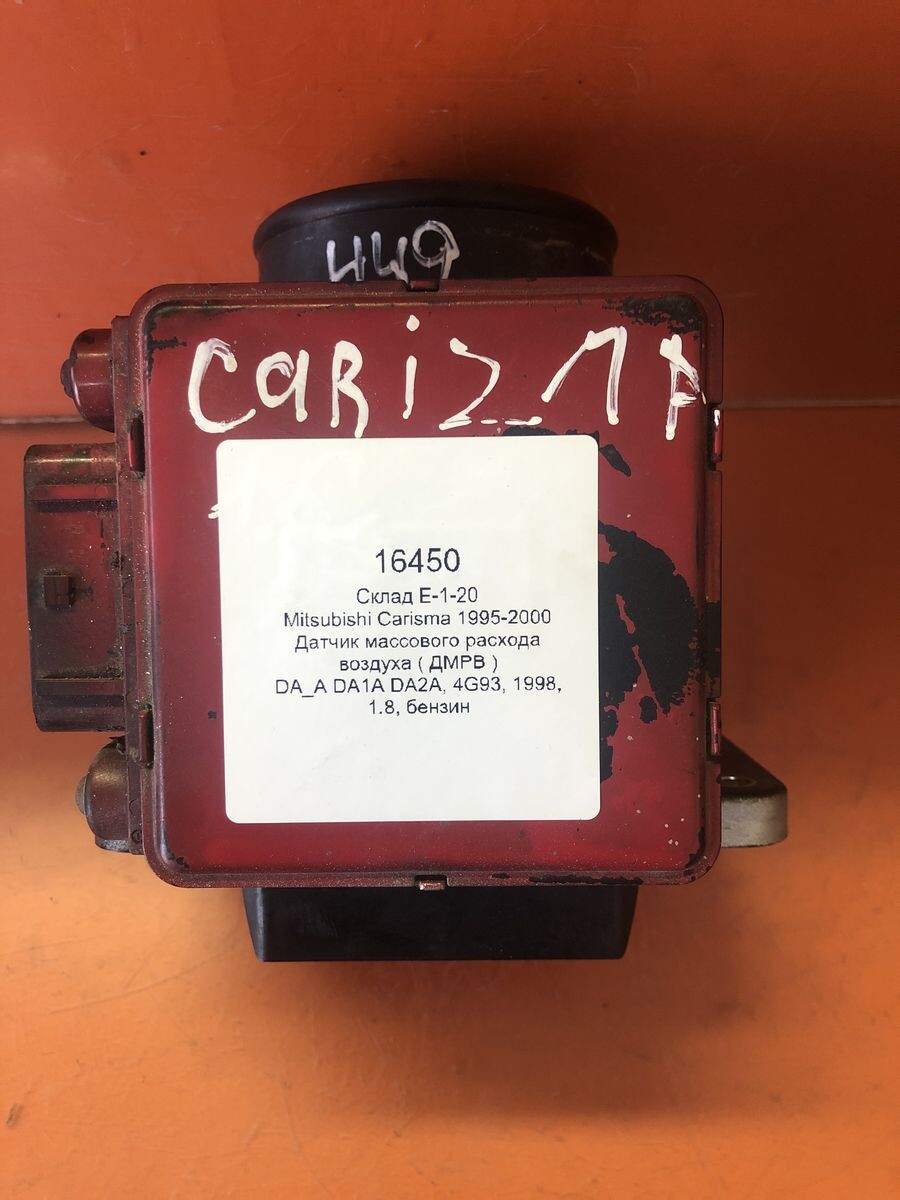 449
CARizMA
16450
Склад Е-1-20
Mitsubishi Carisma 1995-2000
Датчик массового расхода
воздуха ( ДМРВ )
DA_A DA1A DA2A, 4G93, 1998,
1.8, бензин